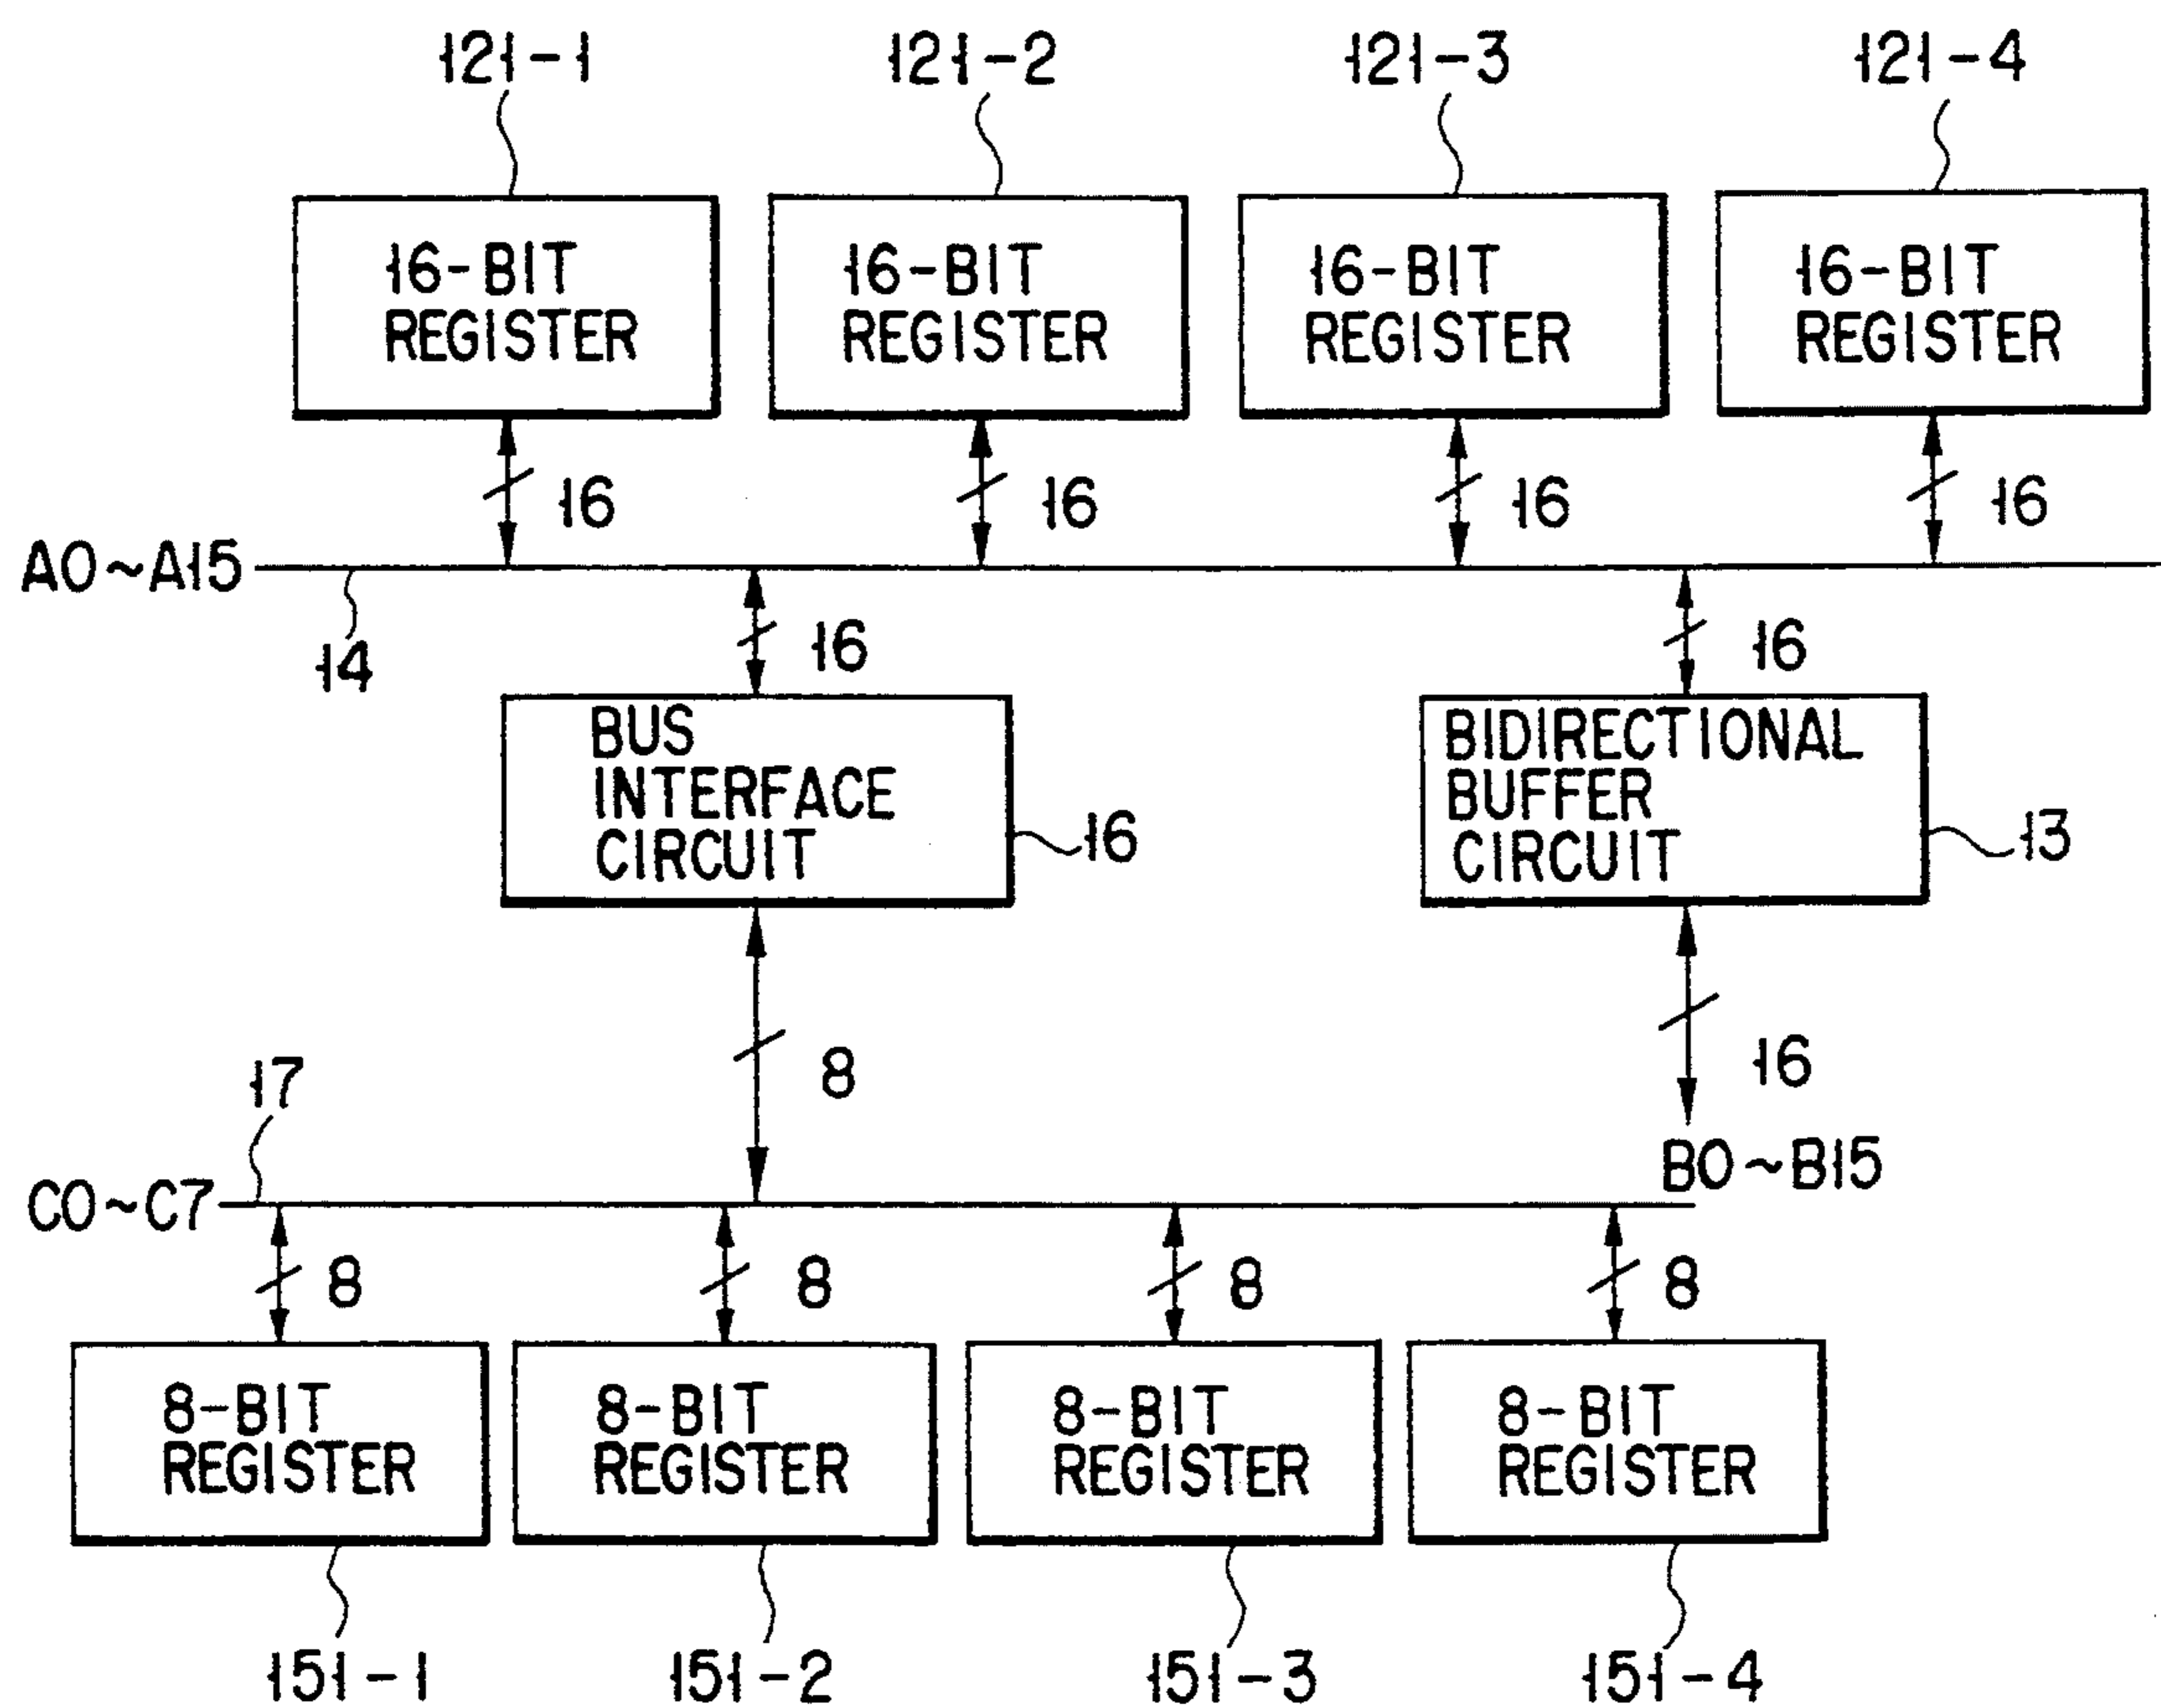 121-1 121-2 121-3 121-4
16-BIT REGISTER
16-BIT REGISTER
16-BIT REGISTER
16-BIT REGISTER
16 16 16 16
A0~A15
14
16 16
BUS
INTERFACE
CIRCUIT
16
BIDIRECTIONAL
BUFFER
CIRCUIT
13
8
16
17
B0~B15
C0~C7
8 8 8 8
8-BIT REGISTER
8-BIT REGISTER
8-BIT REGISTER
8-BIT REGISTER
151-1 151-2 151-3 151-4